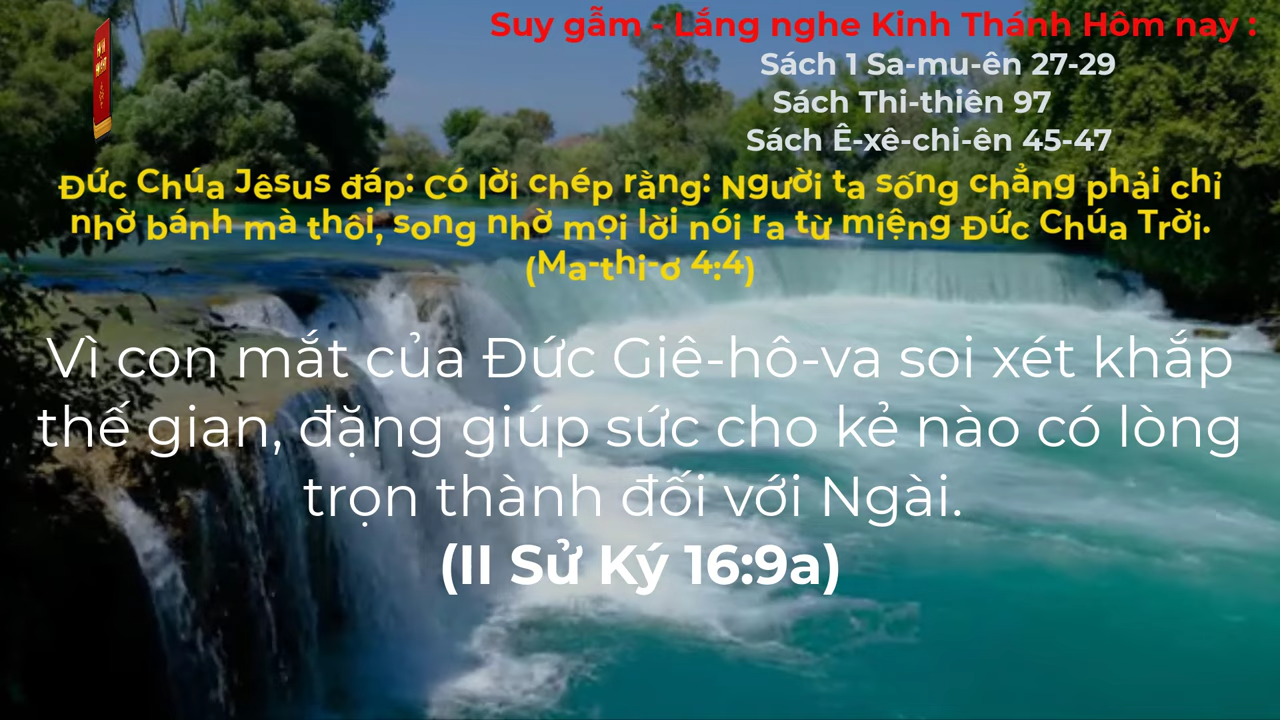 Suy gẫm - Lắng nghe Kinh Thánh Hôm nay :
Sách 1 Sa-mu-ên 27-29
Sách Thi-thiên 97
Sách Ê-xê-chi-ên 45-47
Đức Chúa Jêsus đáp: Có lời chép rằng: Người ta sống chẳng phải chỉ
nhờ bánh mà thôi, song nhờ mọi lời nói ra từ miệng Đức Chúa Trời.
(Ma-thi-ơ 4:4)
Vì con mắt của Đức Giê-hô-va soi xét khắp
thế gian, đặng giúp sức cho kẻ nào có lòng
trọn thành đối với Ngài.
(II Sử Ký 16:9a)